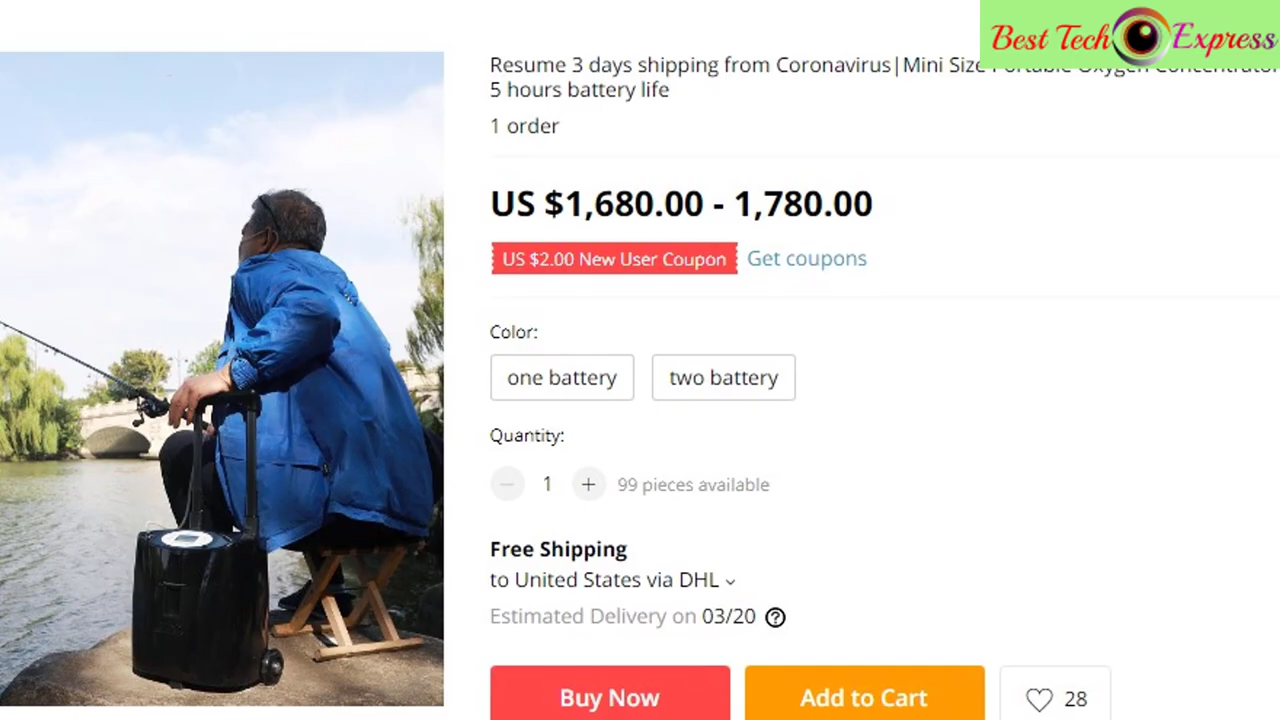 Best Tech Express
Resume 3 days shipping from Coronavirus|Mini Size Portable Oxygen Concentrator
5 hours battery life
1 order
US $1,680.00 - 1,780.00
US $2.00 New User Coupon Get coupons
Color:
one battery two battery
Quantity:
1 + 99 pieces available
Free Shipping
to United States via DHL
Estimated Delivery on 03/20 ?
Buy Now Add to Cart 28